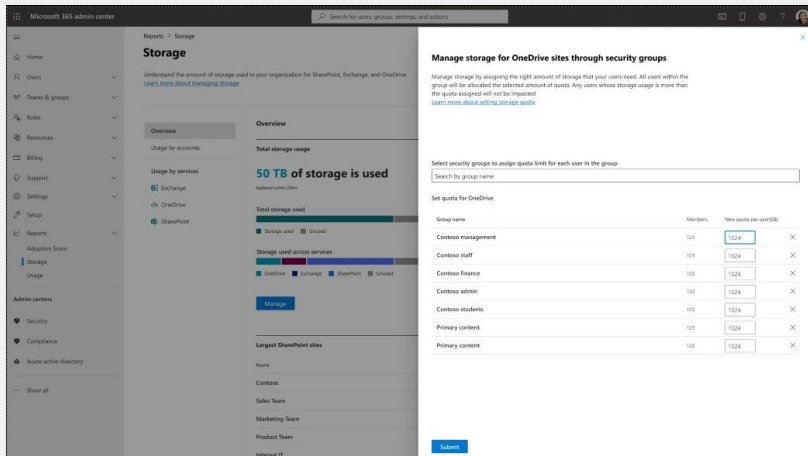 Microsoft 365 admin center
Search for users, groups, settings, and actions
Home
Users
Teams & groups
Roles
Resources
Billing
Support
Settings
Setup
Reports
Adoption Score
Storage
Usage
Admin centers
Security
Compliance
Azure active directory
Show all
Reports > Storage
Storage
Understand the amount of storage used in your organization for SharePoint, Exchange, and OneDrive
Learn more about managing storage
Overview
Usage by accounts
Usage by services
Exchange
OneDrive
SharePoint
Overview
Total storage usage
50 TB of storage is used
Updated within 24hrs
Total storage used
Storage used Unused
Storage used across services
OneDrive Exchange SharePoint Unused
Manage
Largest SharePoint sites
Name
Contoso
Sales Team
Marketing Team
Product Team
Internal IT
Manage storage for OneDrive sites through security groups
Manage storage by assigning the right amount of storage that your users need. All users within the
group will be allocated the selected amount of quota. Any users whose storage usage is more than
the quota assigned will not be impacted
Learn more about setting storage quota
Select security groups to assign quota limit for each user in the group
Search by group name
Set quota for OneDrive
Group name Members New quota per user(GB)
Contoso management 123 1024
Contoso staff 123 1024
Contoso finance 123 1024
Contoso admin 123 1024
Contoso students 123 1024
Primary content 123 1024
Primary content 123 1024
Submit